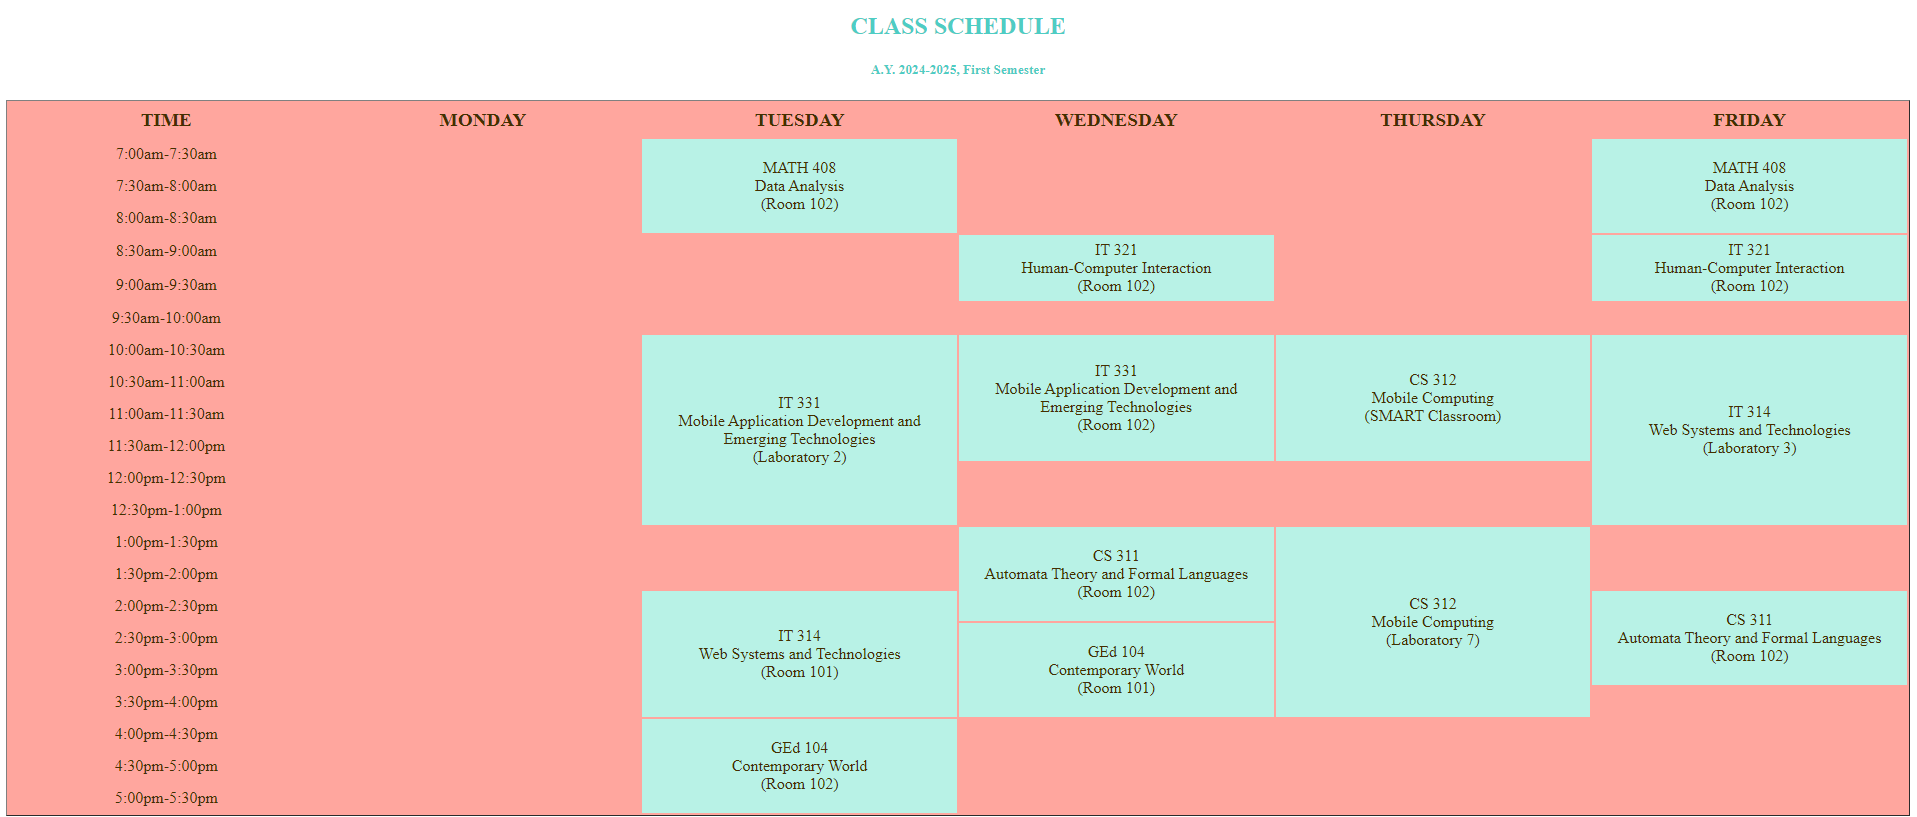 CLASS SCHEDULE
A.Y. 2024-2025, First Semester
TIME MONDAY TUESDAY WEDNESDAY THURSDAY FRIDAY
7:00am-7:30am
7:30am-8:00am
8:00am-8:30am
MATH 408
Data Analysis
(Room 102)
MATH 408
Data Analysis
(Room 102)
8:30am-9:00am
9:00am-9:30am
IT 321
Human-Computer Interaction
(Room 102)
IT 321
Human-Computer Interaction
(Room 102)
9:30am-10:00am
10:00am-10:30am
10:30am-11:00am
11:00am-11:30am
11:30am-12:00pm
12:00pm-12:30pm
12:30pm-1:00pm
IT 331
Mobile Application Development and
Emerging Technologies
(Laboratory 2)
IT 331
Mobile Application Development and
Emerging Technologies
(Room 102)
CS 312
Mobile Computing
(SMART Classroom)
IT 314
Web Systems and Technologies
(Laboratory 3)
1:00pm-1:30pm
1:30pm-2:00pm
2:00pm-2:30pm
2:30pm-3:00pm
3:00pm-3:30pm
3:30pm-4:00pm
CS 311
Automata Theory and Formal Languages
(Room 102)
CS 312
Mobile Computing
(Laboratory 7)
IT 314
Web Systems and Technologies
(Room 101)
CS 311
Automata Theory and Formal Languages
(Room 102)
GEd 104
Contemporary World
(Room 101)
4:00pm-4:30pm
4:30pm-5:00pm
5:00pm-5:30pm
GEd 104
Contemporary World
(Room 102)